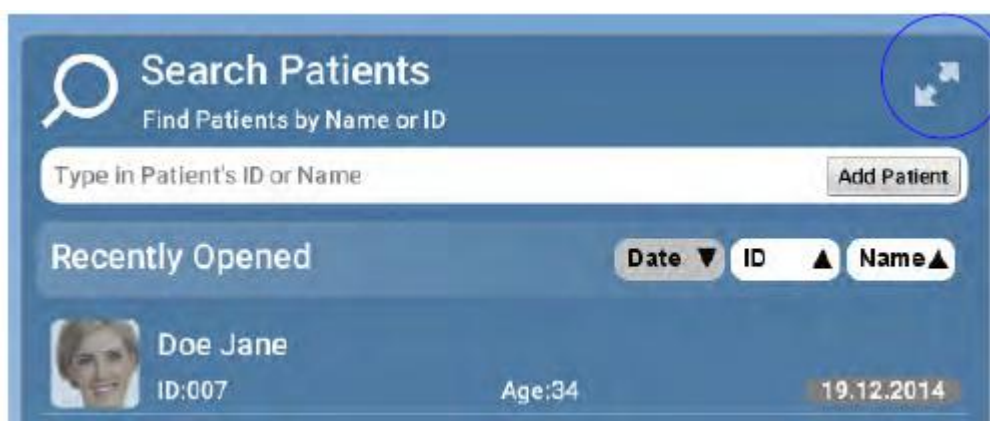 Search Patients
Find Patients by Name or ID
Type in Patient's ID or Name Add Patient
Recently Opened Date ▼ ID ▲ Name▲
Doe Jane
ID:007 Age:34 19.12.2014